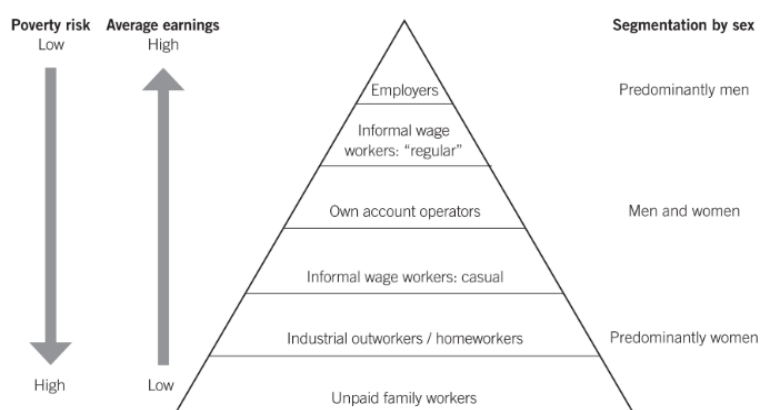 Poverty risk
Low
Average earnings
High
Segmentation by sex
Employers
Predominantly men
Informal wage
workers: “regular”
Own account operators
Men and women
Informal wage workers: casual
Industrial outworkers / homeworkers
Predominantly women
High
Low
Unpaid family workers